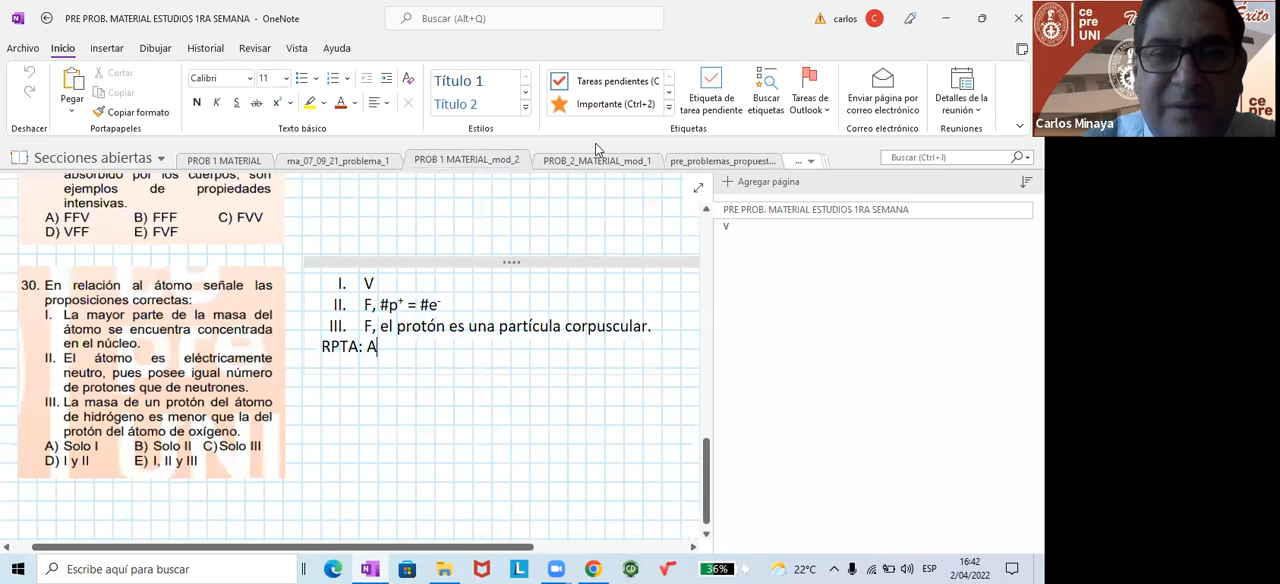 PRE PROB. MATERIAL ESTUDIOS 1RA SEMANA - OneNote
Buscar (Alt+Q)
carlos
C
Archivo Inicio Insertar Dibujar Historial Revisar Vista Ayuda
Deshacer
Pegar
Cortar
Copiar
Copiar formato
Portapapeles
Calibri 11
N K S ab x² A
Texto básico
Título 1
Título 2
Estilos
Tareas pendientes (C
Importante (Ctrl+2)
Etiqueta de
tarea pendiente
Buscar
etiquetas
Tareas de
Outlook
Etiquetas
Enviar página por
correo electrónico
Correo electrónico
Detalles de la
reunión
Reuniones
ce
pre
UNI
Éxito
ce
pre
Carlos Minaya
Secciones abiertas
PROB 1 MATERIAL
ma_07_09_21_problema_1
PROB 1 MATERIAL_mod_2
PROB_2_MATERIAL_mod_1
pre_problemas_propuest...
...
Buscar (Ctrl+J)
Agregar página
PRE PROB. MATERIAL ESTUDIOS 1RA SEMANA
V
absorbido por los cuerpos, son
ejemplos de propiedades
intensivas.
A) FFV B) FFF C) FVV
D) VFF E) FVF
30. En relación al átomo señale las
proposiciones correctas:
I. La mayor parte de la masa del
átomo se encuentra concentrada
en el núcleo.
II. El átomo es eléctricamente
neutro, pues posee igual número
de protones que de neutrones.
III. La masa de un protón del átomo
de hidrógeno es menor que la del
protón del átomo de oxígeno.
A) Solo I B) Solo II C) Solo III
D) I y II E) I, II y III
I. V
II. F, #p⁺ = #e⁻
III. F, el protón es una partícula corpuscular.
RPTA: A
Escribe aquí para buscar
36%
22°C
ESP
16:42
2/04/2022